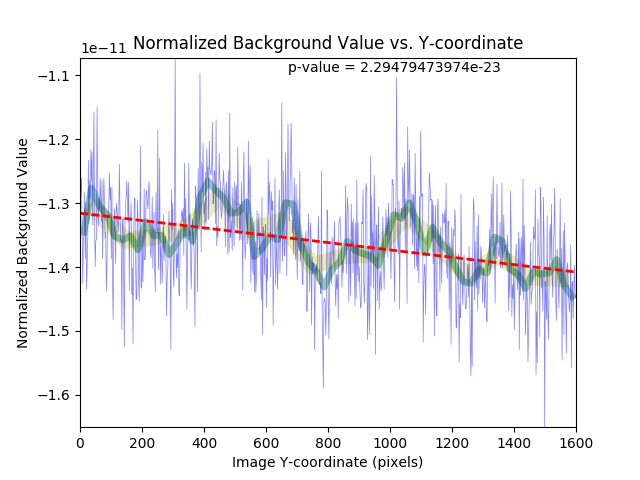 Normalized Background Value vs. Y-coordinate
1e−11
p-value = 2.29479473974e-23
−1.1
−1.2
−1.3
−1.4
−1.5
−1.6
Normalized Background Value
0 200 400 600 800 1000 1200 1400 1600
Image Y-coordinate (pixels)